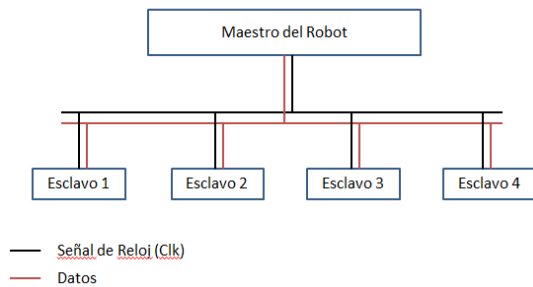 Maestro del Robot
Esclavo 1
Esclavo 2
Esclavo 3
Esclavo 4
Señal de Reloj (Clk)
Datos